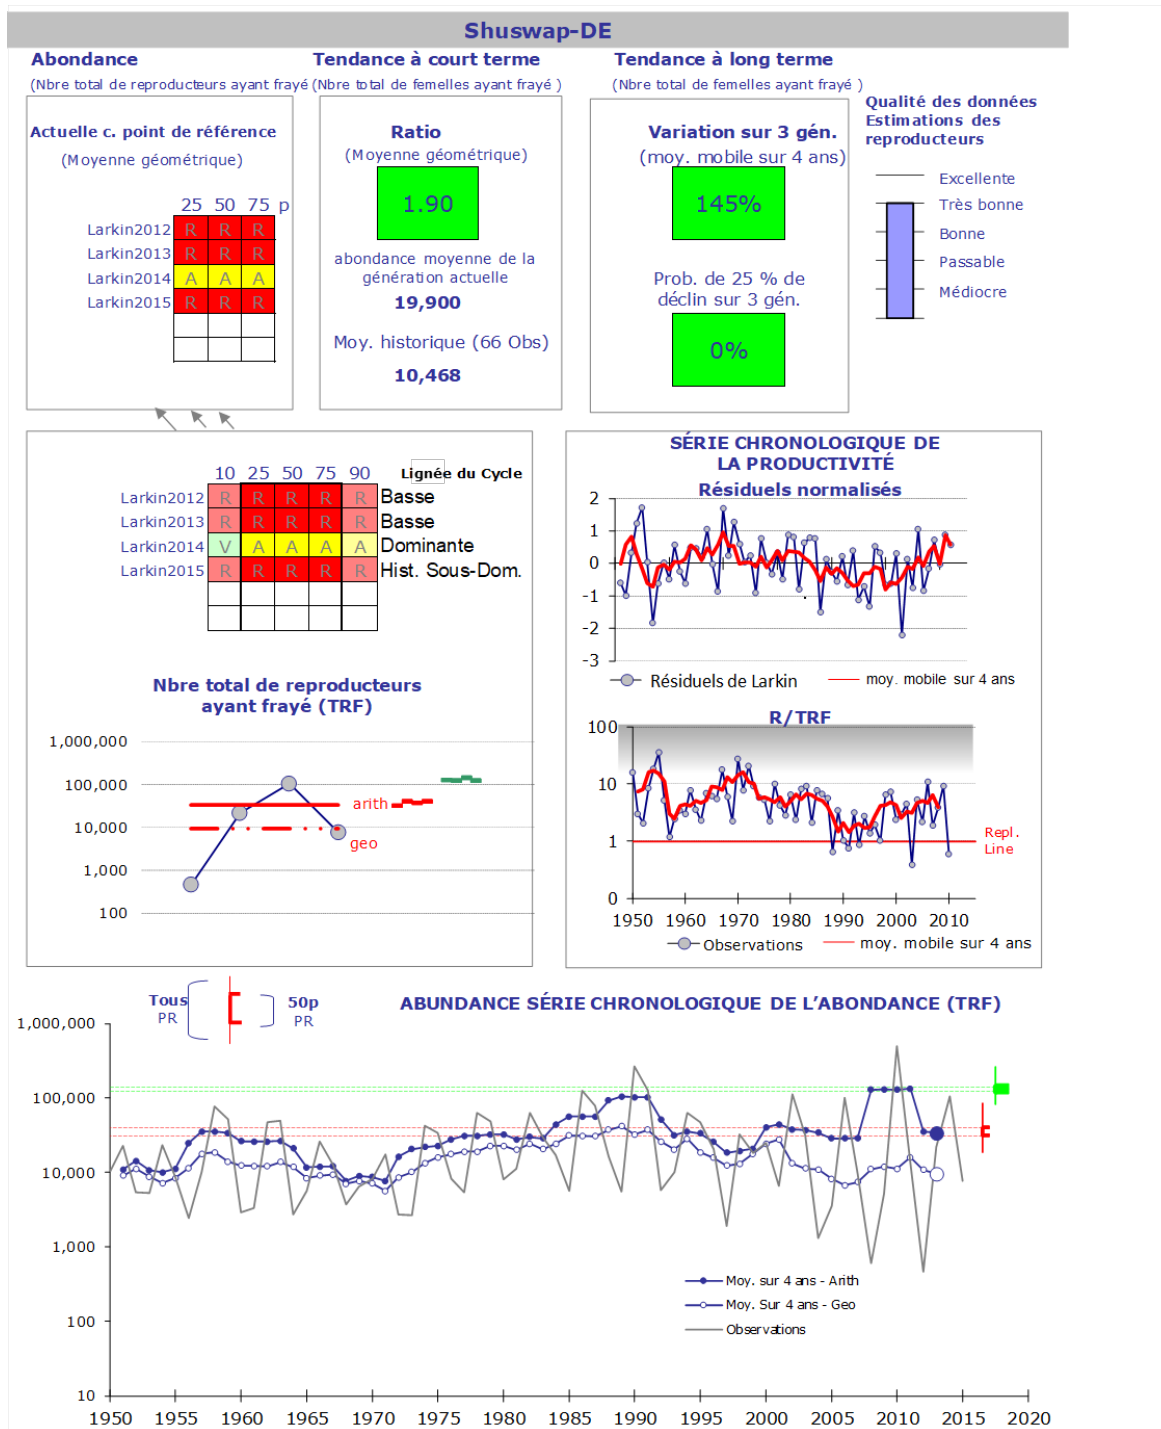 Shuswap-DE
Abondance
(Nbre total de reproducteurs ayant frayé )
Actuelle c. point de référence
(Moyenne géométrique)
25 50 75 p
Larkin2012 R R R
Larkin2013 R R R
Larkin2014 A A A
Larkin2015 R R R
Tendance à court terme
(Nbre total de femelles ayant frayé )
Ratio
(Moyenne géométrique)
1.90
abondance moyenne de la
génération actuelle
19,900
Moy. historique (66 Obs)
10,468
Tendance à long terme
(Nbre total de femelles ayant frayé )
Variation sur 3 gén.
(moy. mobile sur 4 ans)
145%
Prob. de 25 % de
déclin sur 3 gén.
0%
Qualité des données
Estimations des
reproducteurs
Excellente
Très bonne
Bonne
Passable
Médiocre
10 25 50 75 90 Lignée du Cycle
Larkin2012 R R R R R Basse
Larkin2013 R R R R R Basse
Larkin2014 V A A A A Dominante
Larkin2015 R R R R R Hist. Sous-Dom.
Nbre total de reproducteurs
ayant frayé (TRF)
1,000,000
100,000
10,000
1,000
100
arith
geo
SÉRIE CHRONOLOGIQUE DE
LA PRODUCTIVITÉ
Résiduels normalisés
2
1
0
-1
-2
-3
Résiduels de Larkin
moy. mobile sur 4 ans
R/TRF
100
10
1
0
Repl.
Line
1950 1960 1970 1980 1990 2000 2010
Observations
moy. mobile sur 4 ans
Tous
PR
50p
PR
ABUNDANCE SÉRIE CHRONOLOGIQUE DE L'ABONDANCE (TRF)
1,000,000
100,000
10,000
1,000
100
10
Moy. sur 4 ans - Arith
Moy. Sur 4 ans - Geo
Observations
1950 1955 1960 1965 1970 1975 1980 1985 1990 1995 2000 2005 2010 2015 2020